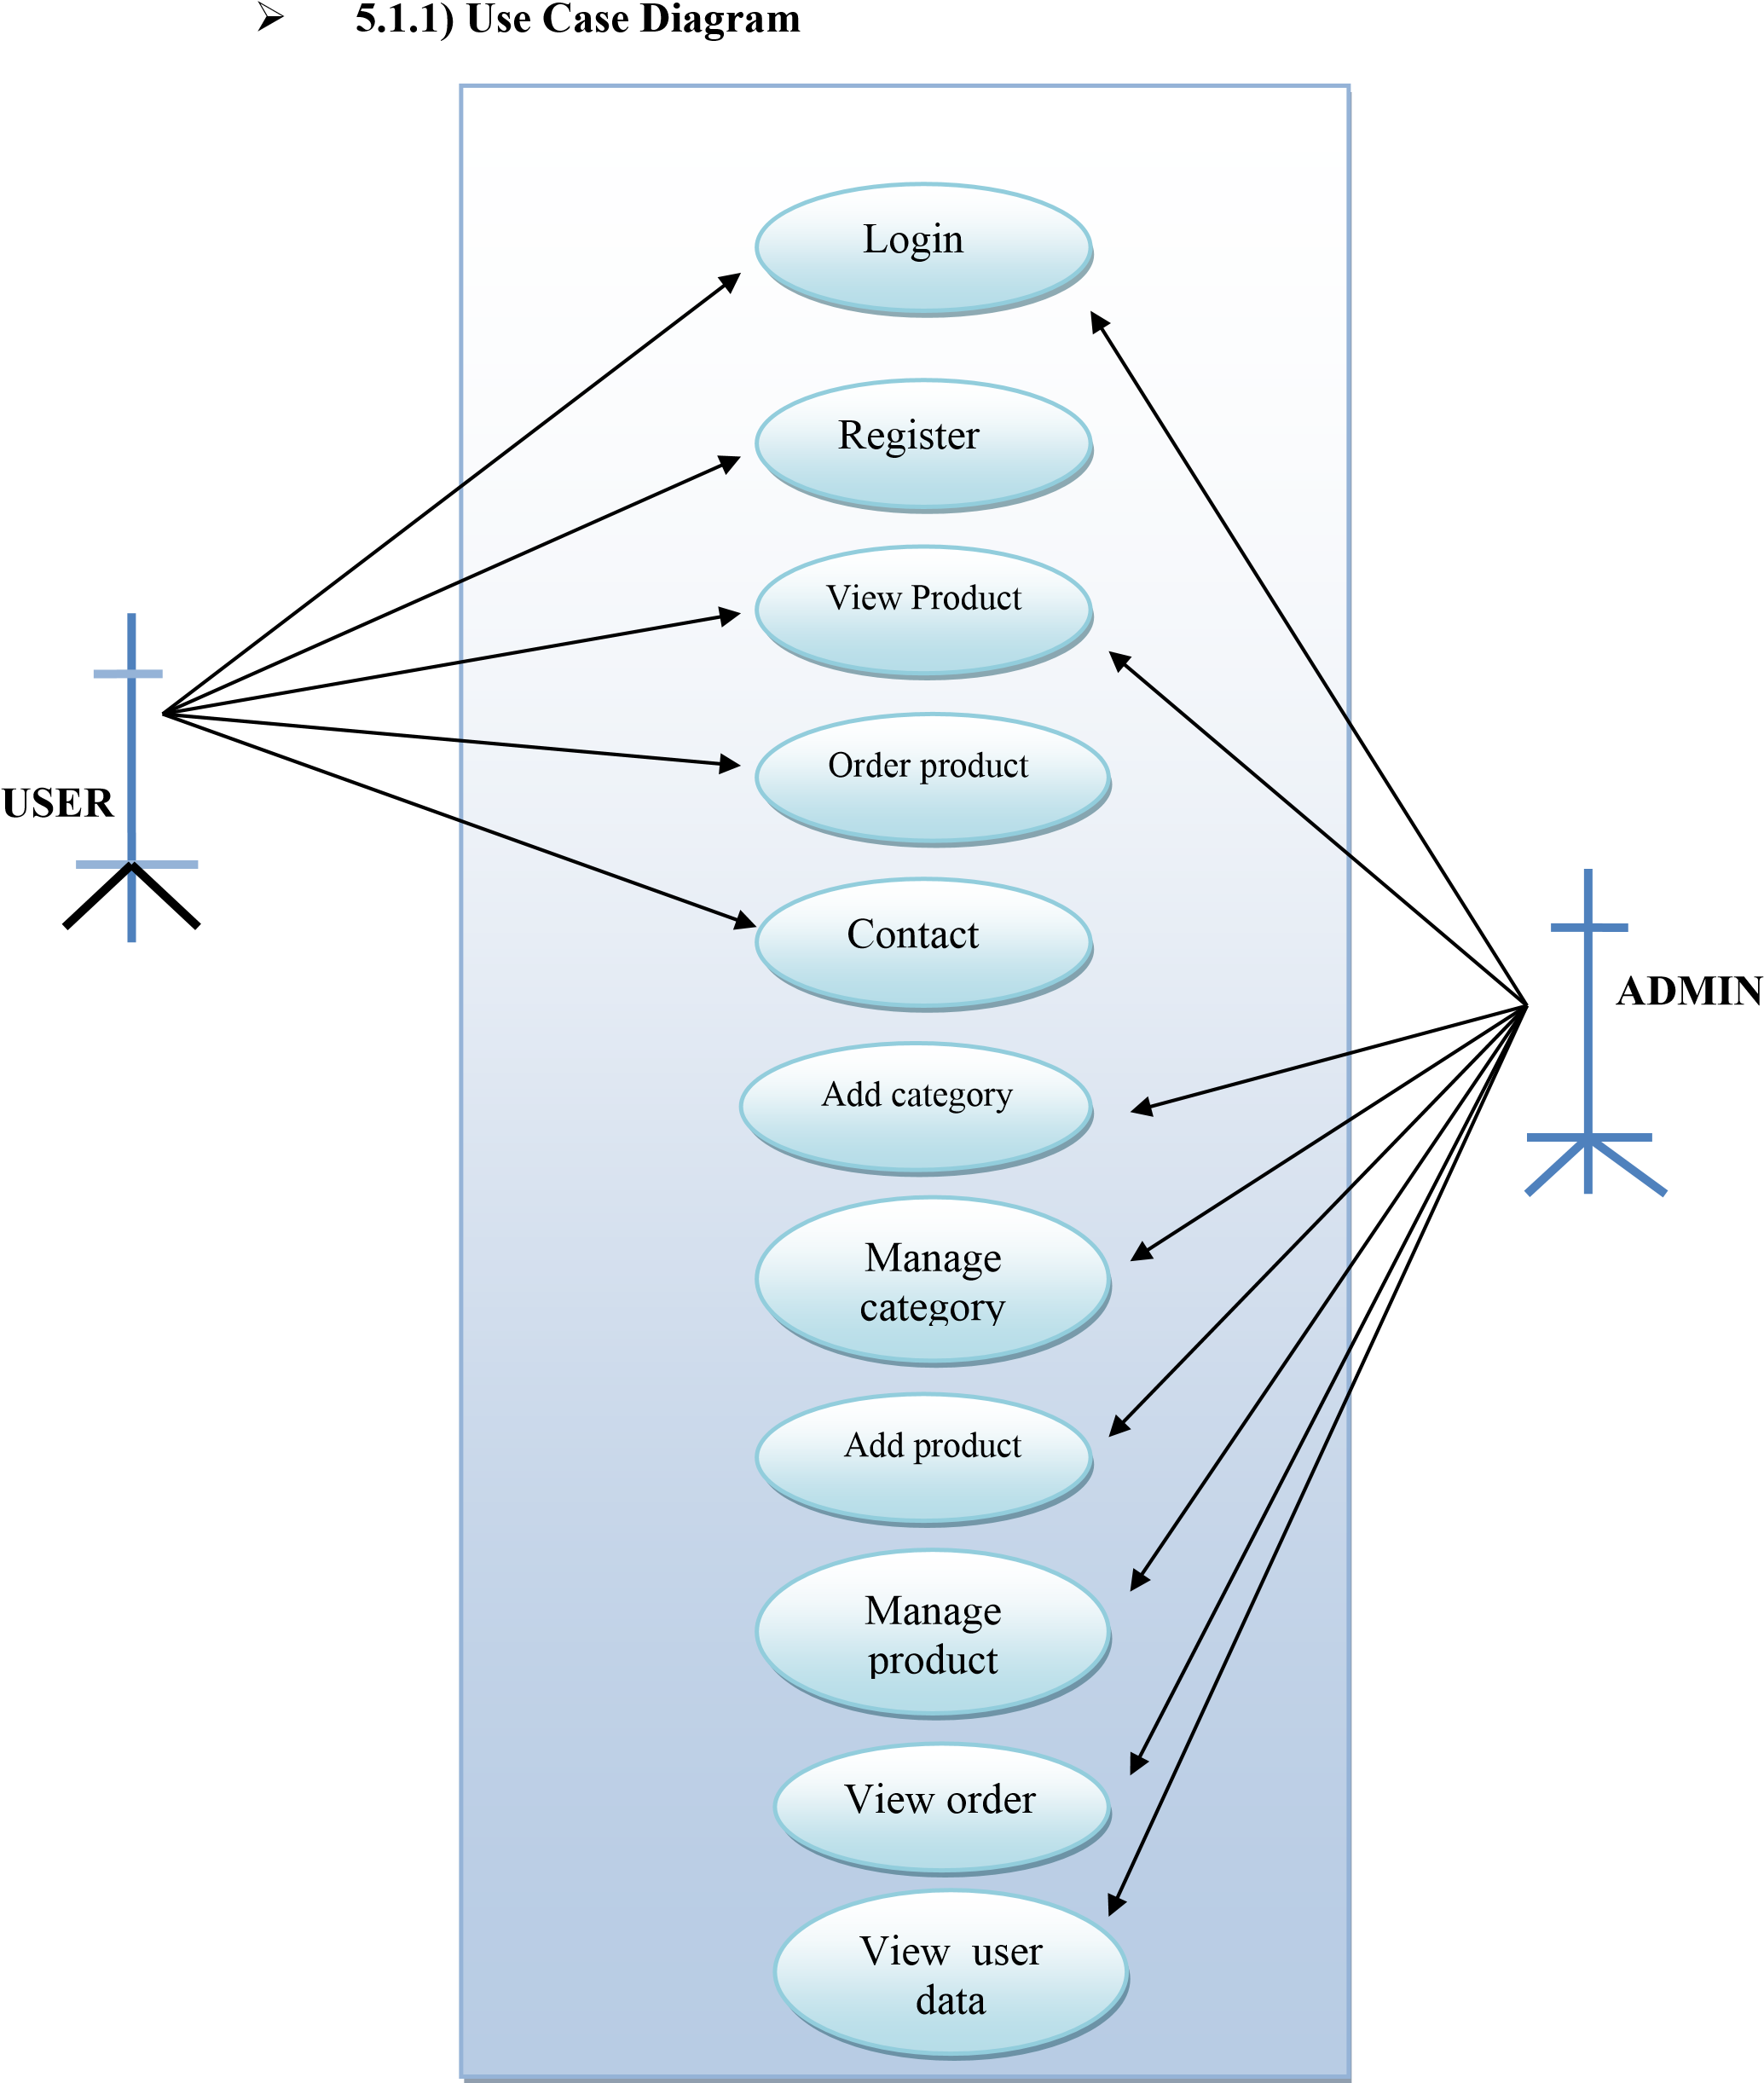 5.1.1) Use Case Diagram
Login
Register
View Product
Order product
USER
Contact
ADMIN
Add category
Manage
category
Add product
Manage
product
View order
View user
data